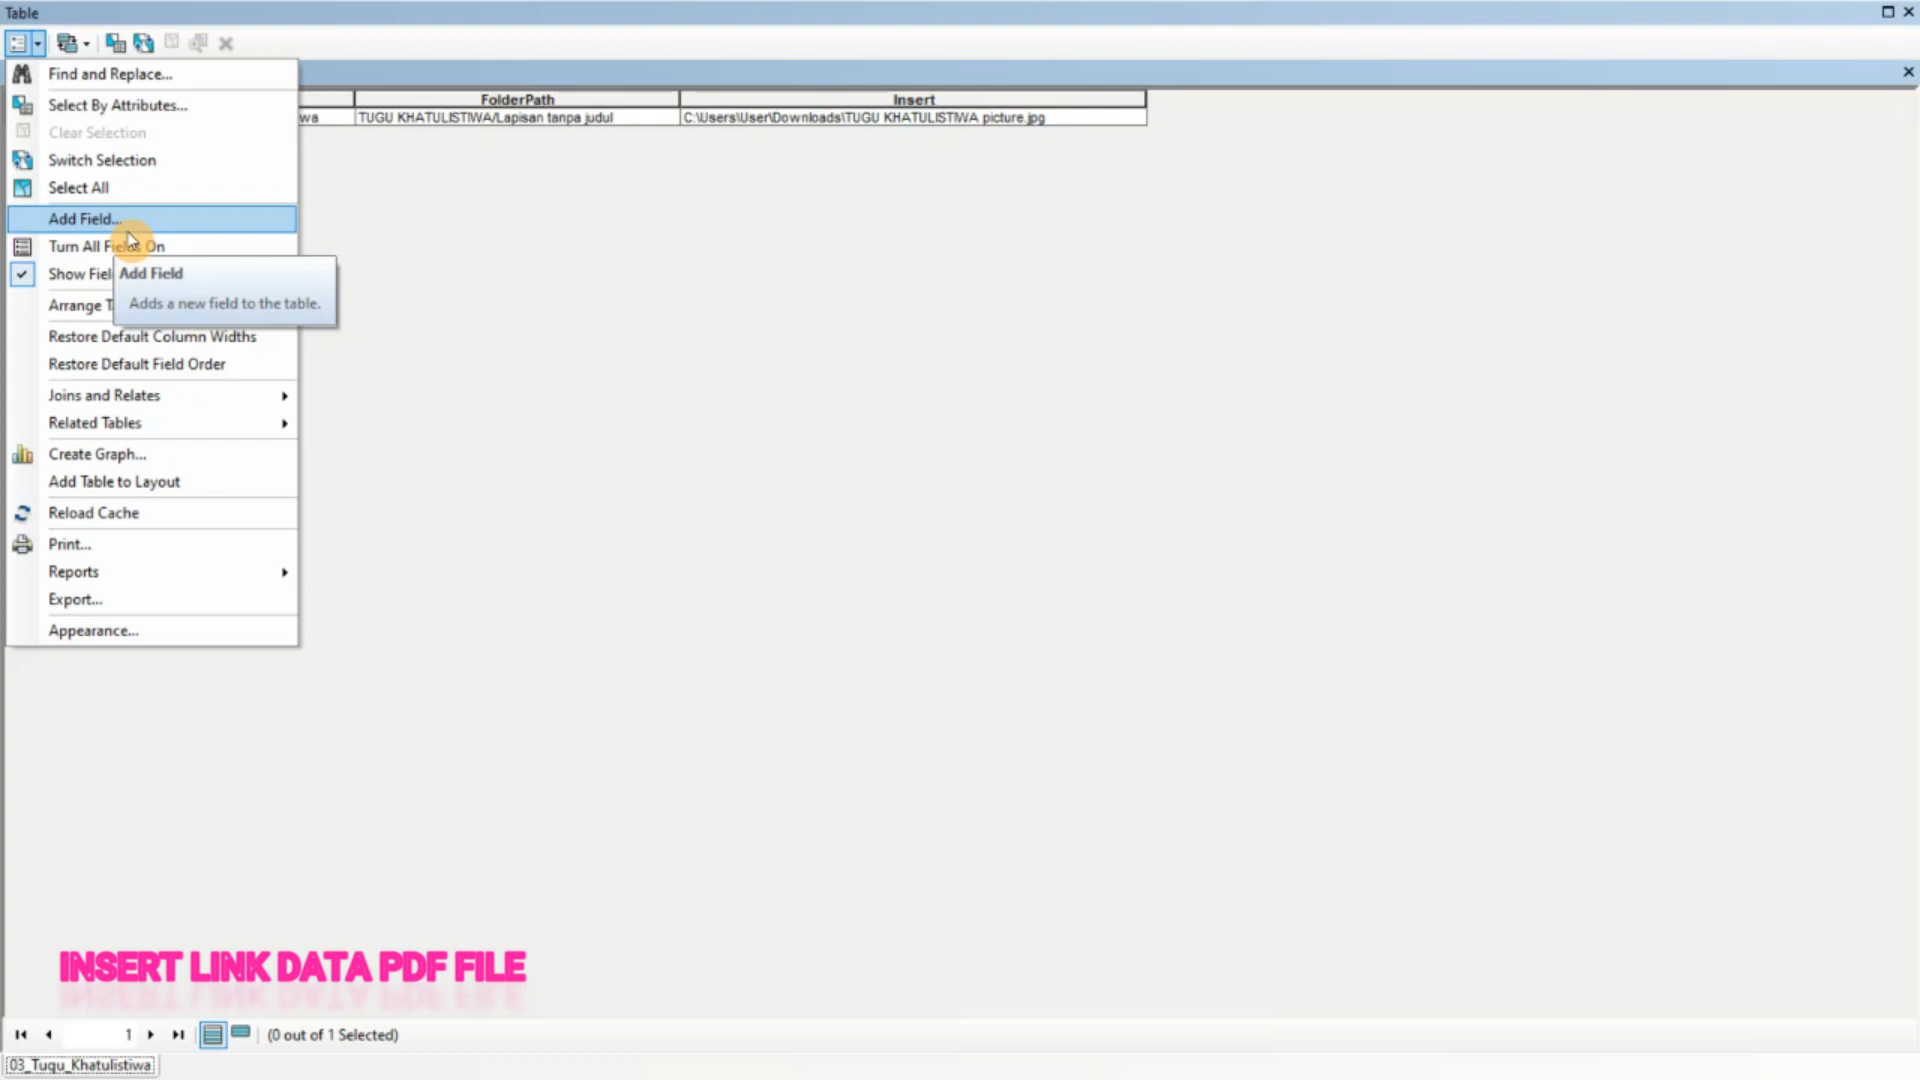 Table
Find and Replace...
Select By Attributes...
Clear Selection
Switch Selection
Select All
Add Field...
Turn All Fields On
Show Fiel
Add Field
Adds a new field to the table.
Arrange T
Restore Default Column Widths
Restore Default Field Order
Joins and Relates
Related Tables
Create Graph...
Add Table to Layout
Reload Cache
Print...
Reports
Export...
Appearance...
FolderPath Insert
wa TUGU KHATULISTIWA/Lapisan tanpa judul C:\Users\User\Downloads\TUGU KHATULISTIWA picture.jpg
INSERT LINK DATA PDF FILE
1 (0 out of 1 Selected)
03_Tugu_Khatulistiwa